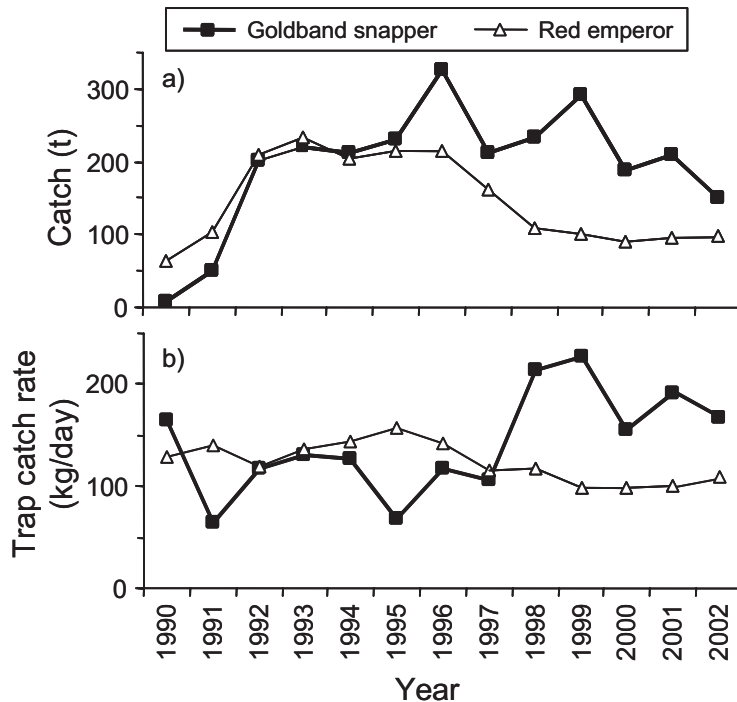 Goldband snapper Red emperor
a)
Catch (t)
300
200
100
0
b)
Trap catch rate
(kg/day)
200
100
0
1990 1991 1992 1993 1994 1995 1996 1997 1998 1999 2000 2001 2002
Year